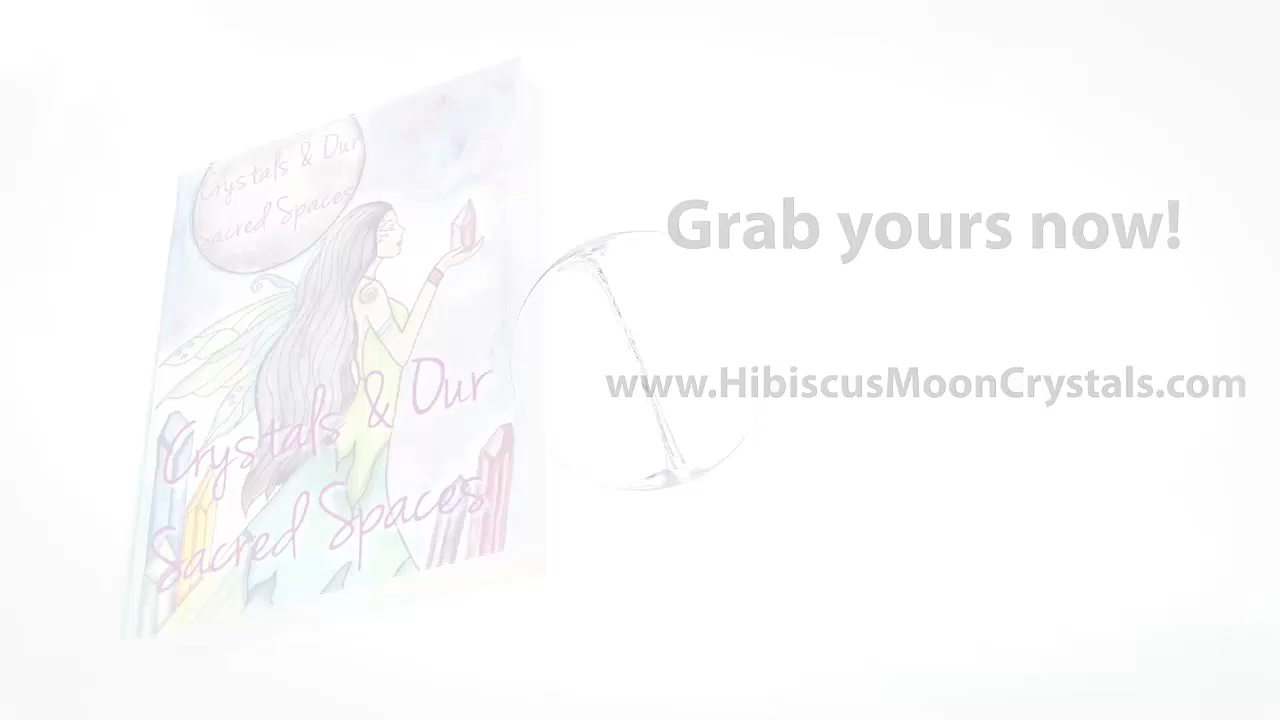 Crystals & Our
Sacred Spaces
Crystals & Our
Sacred Spaces
Grab yours now!
www.HibiscusMoonCrystals.com